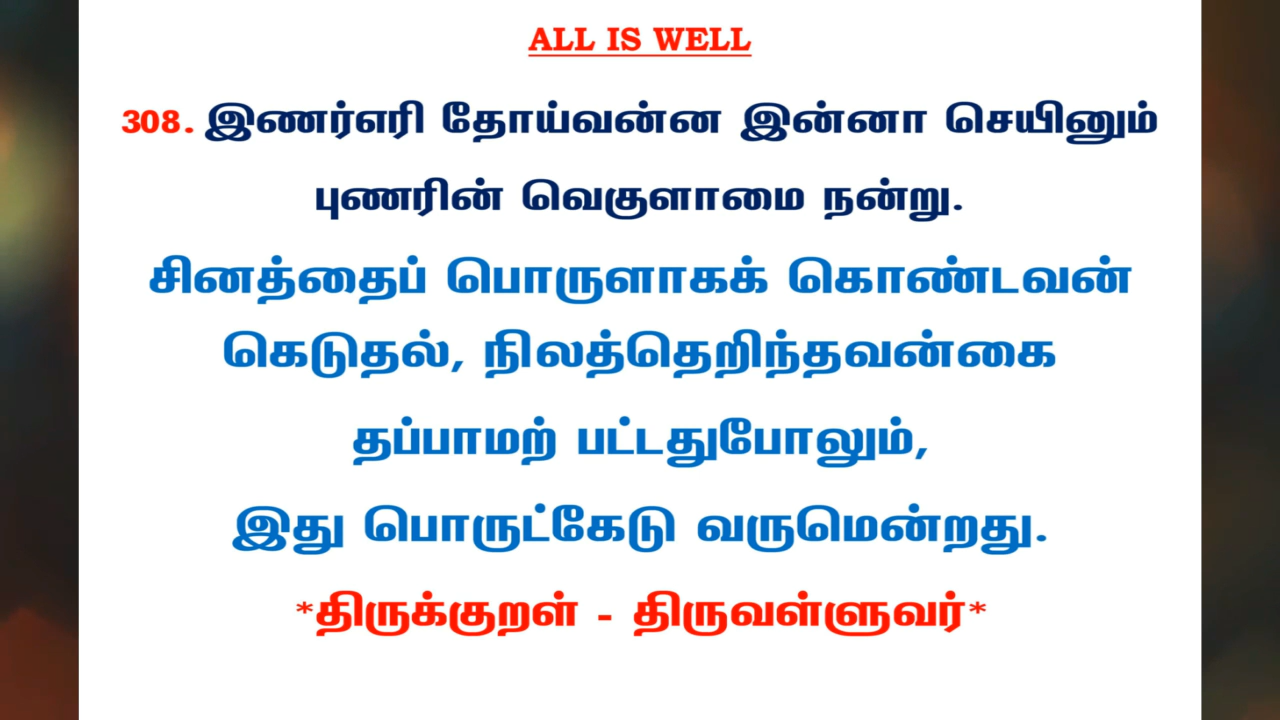 ALL IS WELL
308. இணர்எரி தோய்வன்ன இன்னா செயினும்
புணரின் வெகுளாமை நன்று.
சினத்தைப் பொருளாகக் கொண்டவன்
கெடுதல், நிலத்தெறிந்தவன்கை
தப்பாமற் பட்டதுபோலும்,
இது பொருட்கேடு வருமென்றது.
*திருக்குறள் - திருவள்ளுவர்*